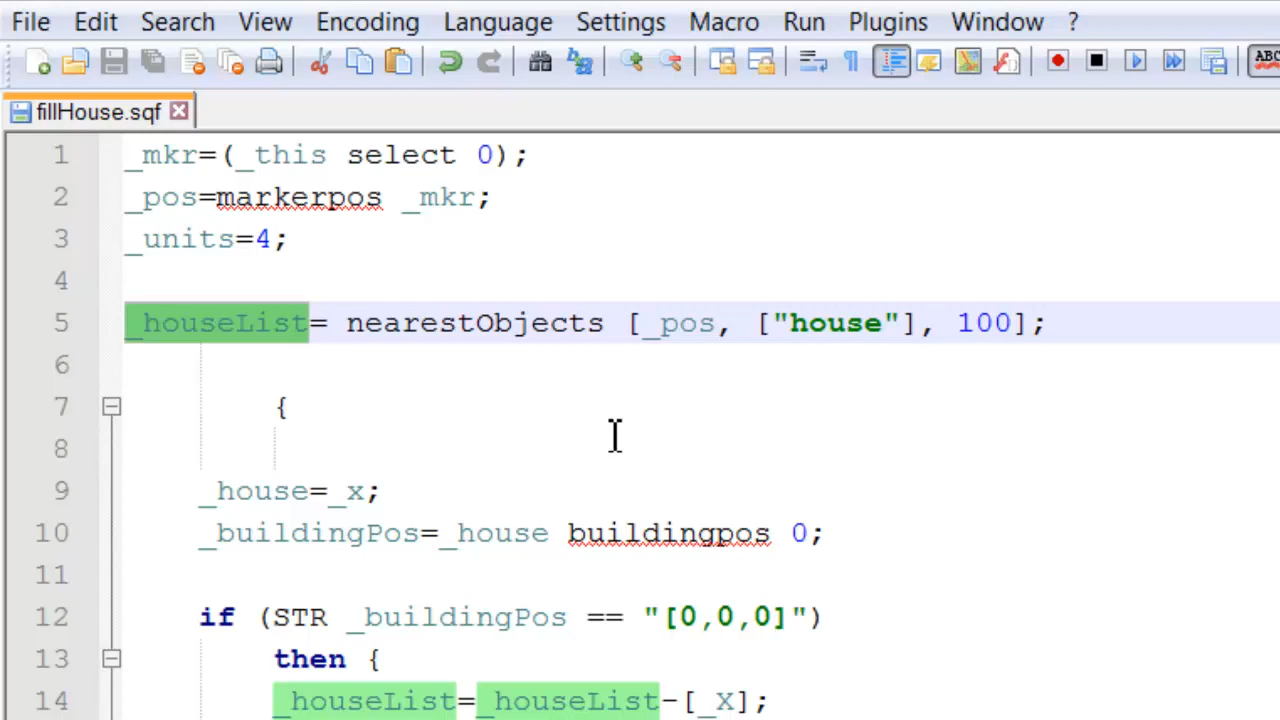 File Edit Search View Encoding Language Settings Macro Run Plugins Window ?
ABC
fillHouse.sqf
1 _mkr=(_this select 0);
2 _pos=markerpos _mkr;
3 _units=4;
4
5 _houseList= nearestObjects [_pos, ["house"], 100];
6
7 {
8
9 _house=_x;
10 _buildingPos=_house buildingpos 0;
11
12 if (STR _buildingPos == "[0,0,0]")
13 then {
14 _houseList=_houseList-[_X];